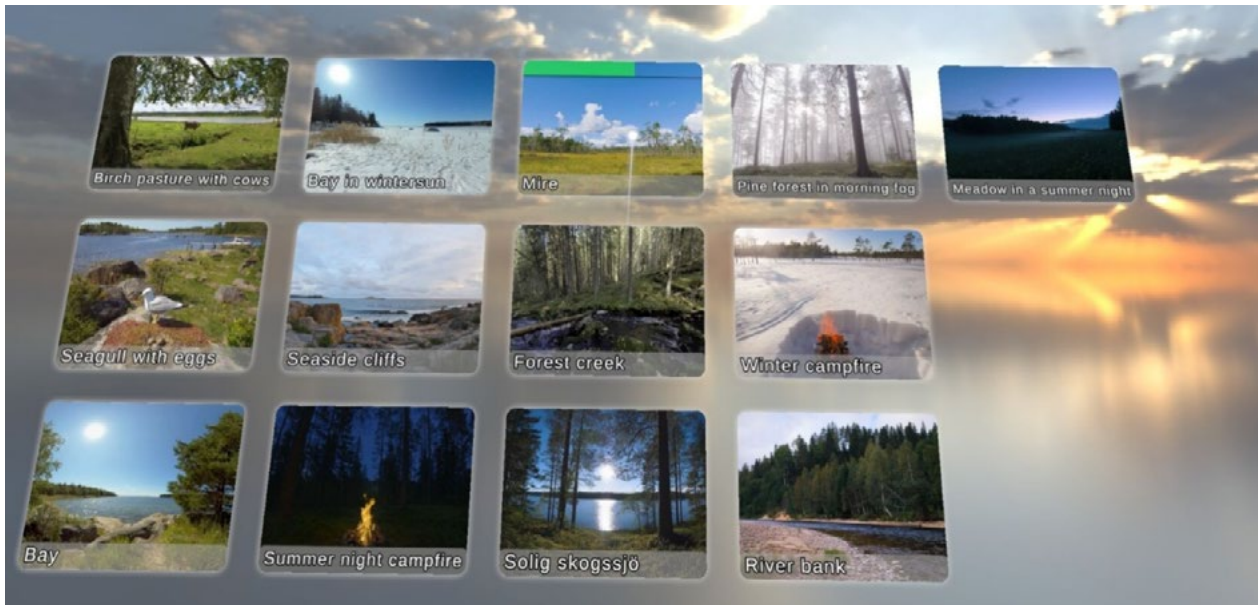 Birch pasture with cows
Bay in wintersun
Mire
Pine forest in morning fog
Meadow in a summer night
Seagull with eggs
Seaside cliffs
Forest creek
Winter campfire
Bay
Summer night campfire
Solig skogssjö
River bank